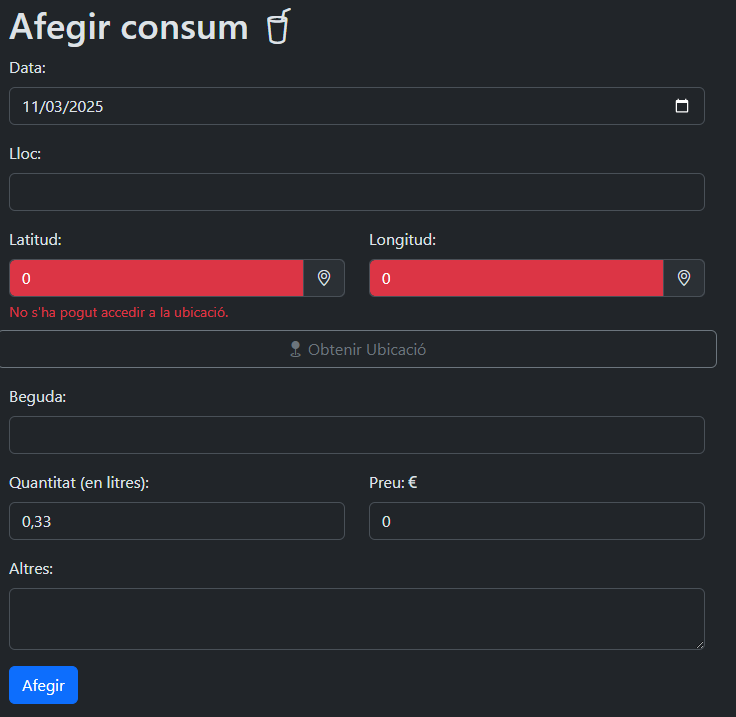 Afegir consum
Data:
11/03/2025
Lloc:
Latitud: Longitud:
0 0
No s'ha pogut accedir a la ubicació.
Obtenir Ubicació
Beguda:
Quantitat (en litres): Preu: €
0,33 0
Altres:
Afegir